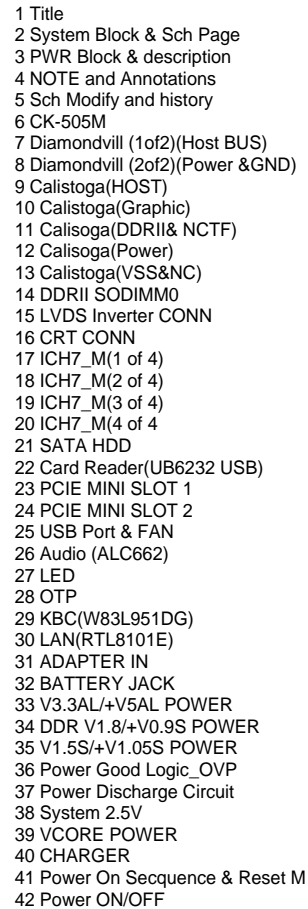 1 Title
2 System Block & Sch Page
3 PWR Block & description
4 NOTE and Annotations
5 Sch Modify and history
6 CK-505M
7 Diamondvill (1of2)(Host BUS)
8 Diamondvill (2of2)(Power &GND)
9 Calistoga(HOST)
10 Calistoga(Graphic)
11 Calisoga(DDRII& NCTF)
12 Calisoga(Power)
13 Calistoga(VSS&NC)
14 DDRII SODIMM0
15 LVDS Inverter CONN
16 CRT CONN
17 ICH7_M(1 of 4)
18 ICH7_M(2 of 4)
19 ICH7_M(3 of 4)
20 ICH7_M(4 of 4
21 SATA HDD
22 Card Reader(UB6232 USB)
23 PCIE MINI SLOT 1
24 PCIE MINI SLOT 2
25 USB Port & FAN
26 Audio (ALC662)
27 LED
28 OTP
29 KBC(W83L951DG)
30 LAN(RTL8101E)
31 ADAPTER IN
32 BATTERY JACK
33 V3.3AL/+V5AL POWER
34 DDR V1.8/+V0.9S POWER
35 V1.5S/+V1.05S POWER
36 Power Good Logic_OVP
37 Power Discharge Circuit
38 System 2.5V
39 VCORE POWER
40 CHARGER
41 Power On Secquence & Reset M
42 Power ON/OFF